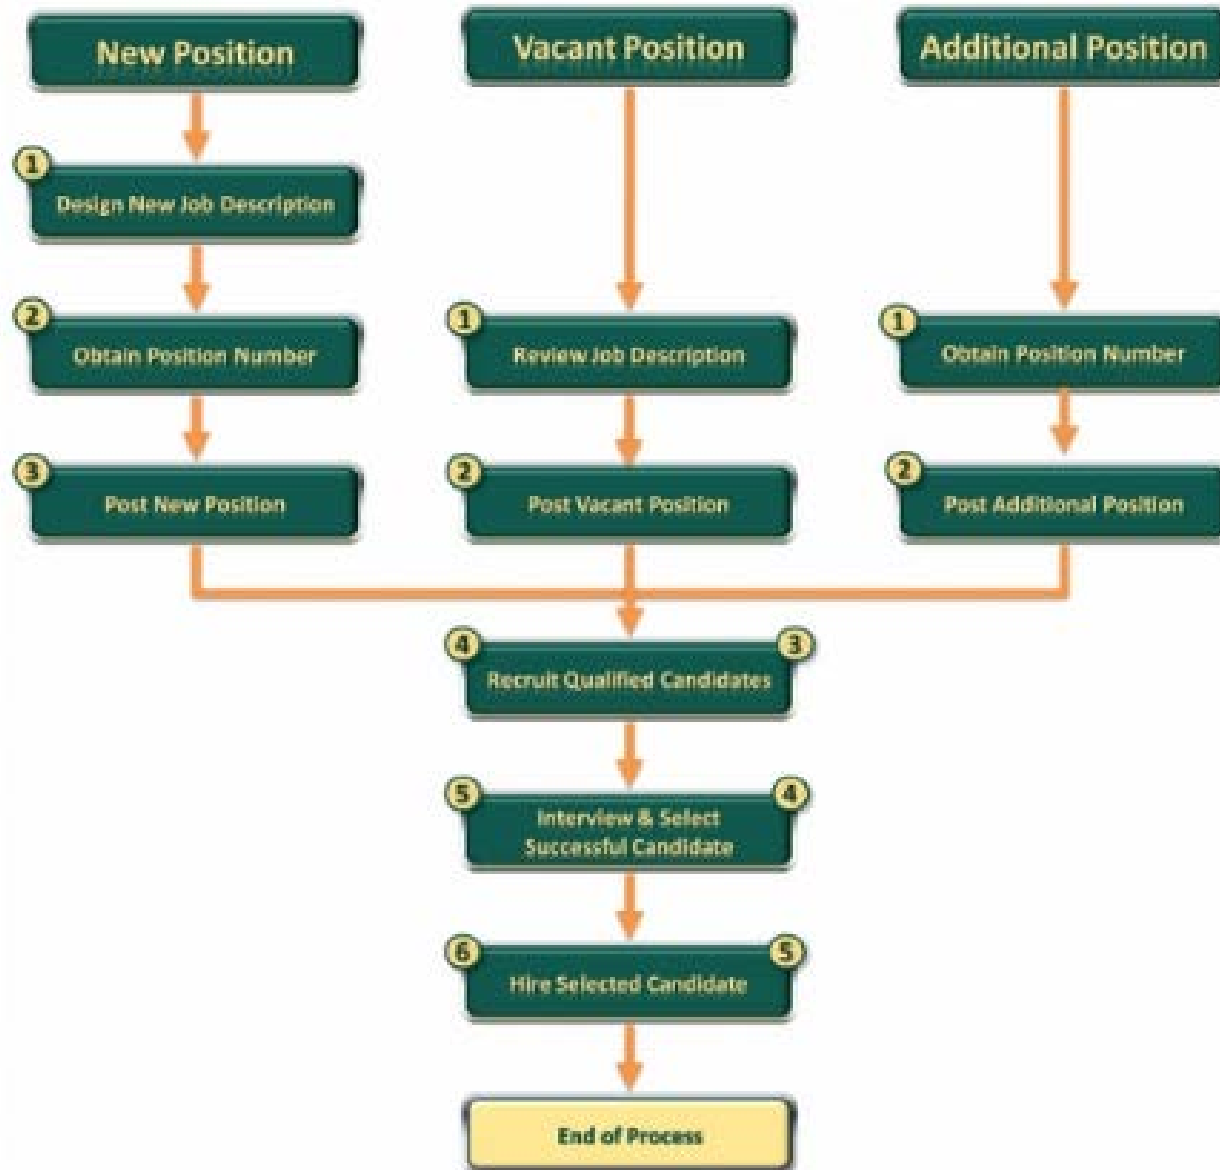 New Position
Vacant Position
Additional Position
1
Design New Job Description
2
Obtain Position Number
1
Review Job Description
1
Obtain Position Number
3
Post New Position
2
Post Vacant Position
2
Post Additional Position
4
3
Recruit Qualified Candidates
5
4
Interview & Select
Successful Candidate
6
5
Hire Selected Candidate
End of Process